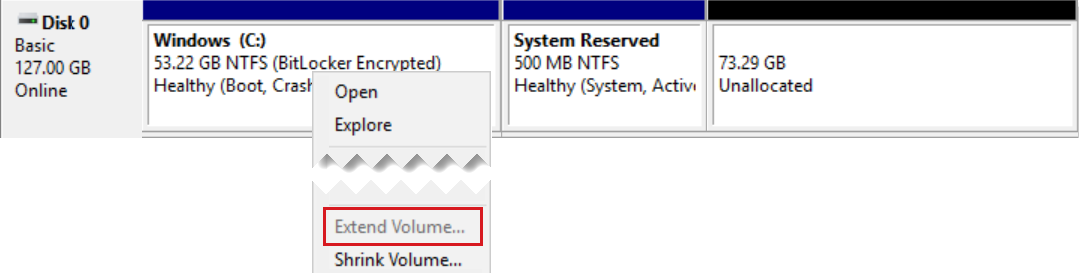 Disk 0
Basic
127.00 GB
Online
Windows (C:)
53.22 GB NTFS (BitLocker Encrypted)
Healthy (Boot, Crash
System Reserved
500 MB NTFS
Healthy (System, Active
73.29 GB
Unallocated
Open
Explore
Extend Volume...
Shrink Volume...